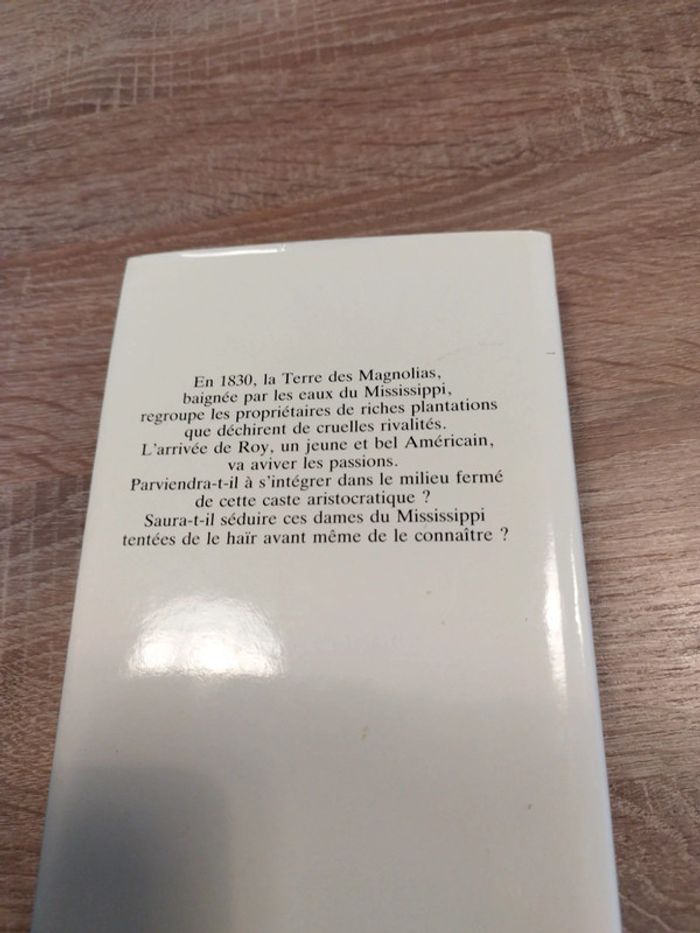 En 1830, la Terre des Magnolias,
baignée par les eaux du Mississippi,
regroupe les propriétaires de riches plantations
que déchirent de cruelles rivalités.
L'arrivée de Roy, un jeune et bel Américain,
va aviver les passions.
Parviendra-t-il à s'intégrer dans le milieu fermé
de cette caste aristocratique ?
Saura-t-il séduire ces dames du Mississippi
tentées de le haïr avant même de le connaître ?